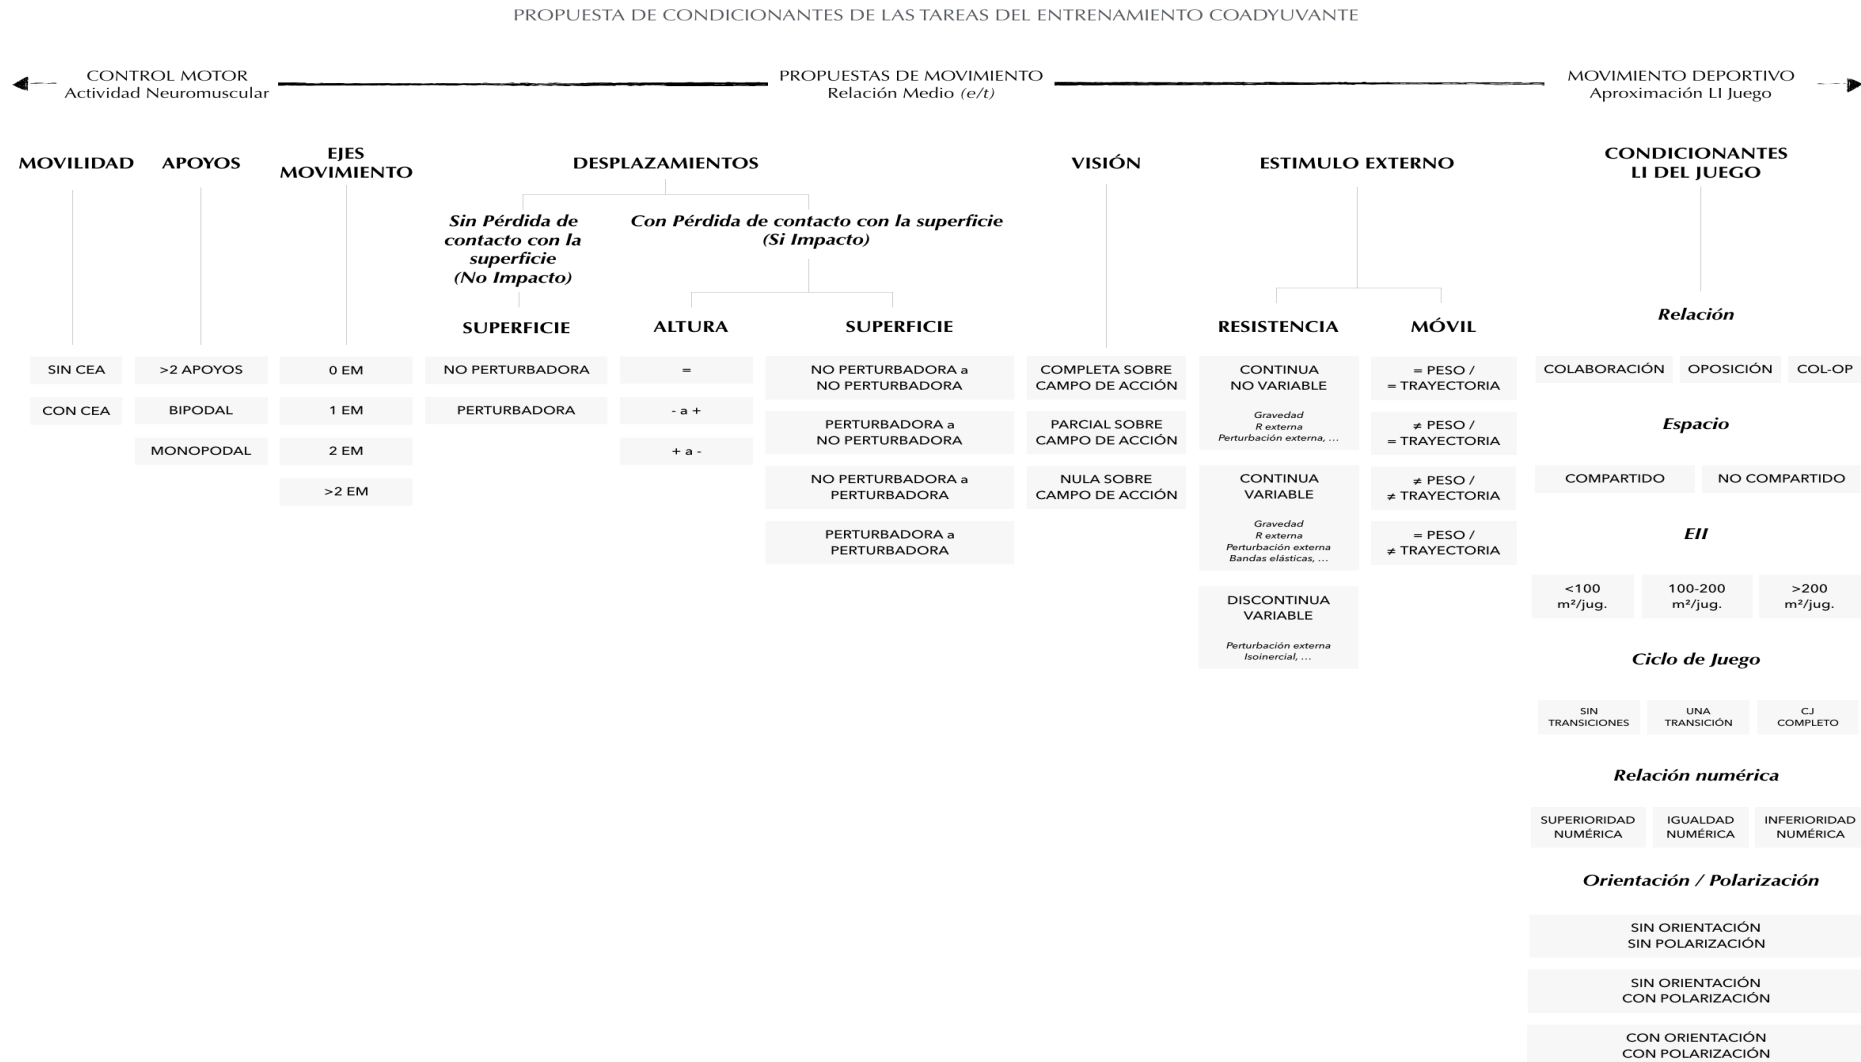 PROPUESTA DE CONDICIONANTES DE LAS TAREAS DEL ENTRENAMIENTO COADYUVANTE
CONTROL MOTOR
Actividad Neuromuscular
PROPUESTAS DE MOVIMIENTO
Relación Medio (e/t)
MOVIMIENTO DEPORTIVO
Aproximación LI Juego
MOVILIDAD
SIN CEA
CON CEA
APOYOS
>2 APOYOS
BIPODAL
MONOPODAL
EJES
MOVIMIENTO
0 EM
1 EM
2 EM
>2 EM
DESPLAZAMIENTOS
Sin Pérdida de
contacto con la
superficie
(No Impacto)
SUPERFICIE
NO PERTURBADORA
PERTURBADORA
Con Pérdida de contacto con la superficie
(Si Impacto)
ALTURA
=
- a +
+ a -
SUPERFICIE
NO PERTURBADORA a
NO PERTURBADORA
PERTURBADORA a
NO PERTURBADORA
NO PERTURBADORA a
PERTURBADORA
PERTURBADORA a
PERTURBADORA
VISIÓN
COMPLETA SOBRE
CAMPO DE ACCIÓN
PARCIAL SOBRE
CAMPO DE ACCIÓN
NULA SOBRE
CAMPO DE ACCIÓN
ESTIMULO EXTERNO
RESISTENCIA
CONTINUA
NO VARIABLE
Gravedad
R externa
Perturbación externa, ...
CONTINUA
VARIABLE
Gravedad
R externa
Perturbación externa
Bandas elásticas, ...
DISCONTINUA
VARIABLE
Perturbación externa
Isoinercial, ...
MÓVIL
= PESO /
= TRAYECTORIA
≠ PESO /
= TRAYECTORIA
≠ PESO /
≠ TRAYECTORIA
= PESO /
≠ TRAYECTORIA
CONDICIONANTES
LI DEL JUEGO
Relación
COLABORACIÓN
OPOSICIÓN
COL-OP
Espacio
COMPARTIDO
NO COMPARTIDO
EII
<100
m²/jug.
100-200
m²/jug.
>200
m²/jug.
Ciclo de Juego
SIN
TRANSICIONES
UNA
TRANSICIÓN
CJ
COMPLETO
Relación numérica
SUPERIORIDAD
NUMÉRICA
IGUALDAD
NUMÉRICA
INFERIORIDAD
NUMÉRICA
Orientación / Polarización
SIN ORIENTACIÓN
SIN POLARIZACIÓN
SIN ORIENTACIÓN
CON POLARIZACIÓN
CON ORIENTACIÓN
CON POLARIZACIÓN